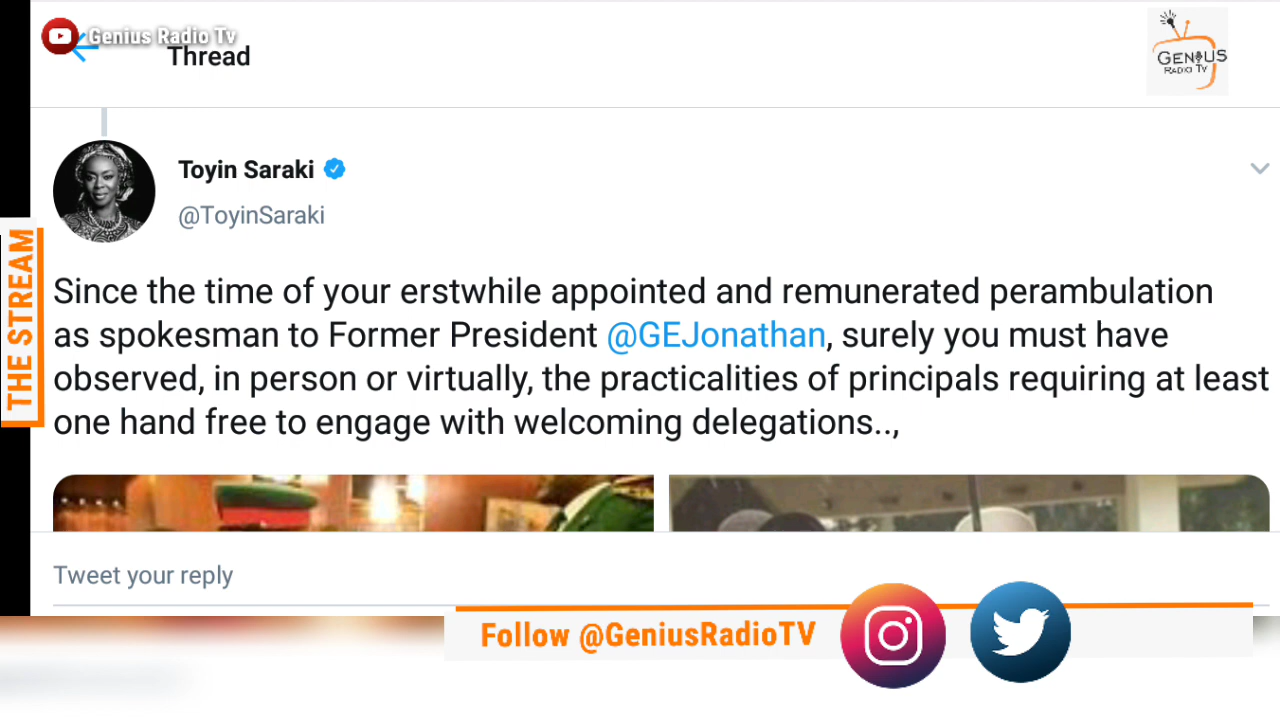 Genius Radio Tv
Thread
GENIUS
RADIO TV
Toyin Saraki
@ToyinSaraki
THE STREAM
Since the time of your erstwhile appointed and remunerated perambulation
as spokesman to Former President @GEJonathan, surely you must have
observed, in person or virtually, the practicalities of principals requiring at least
one hand free to engage with welcoming delegations..,
Tweet your reply
Follow @GeniusRadioTV